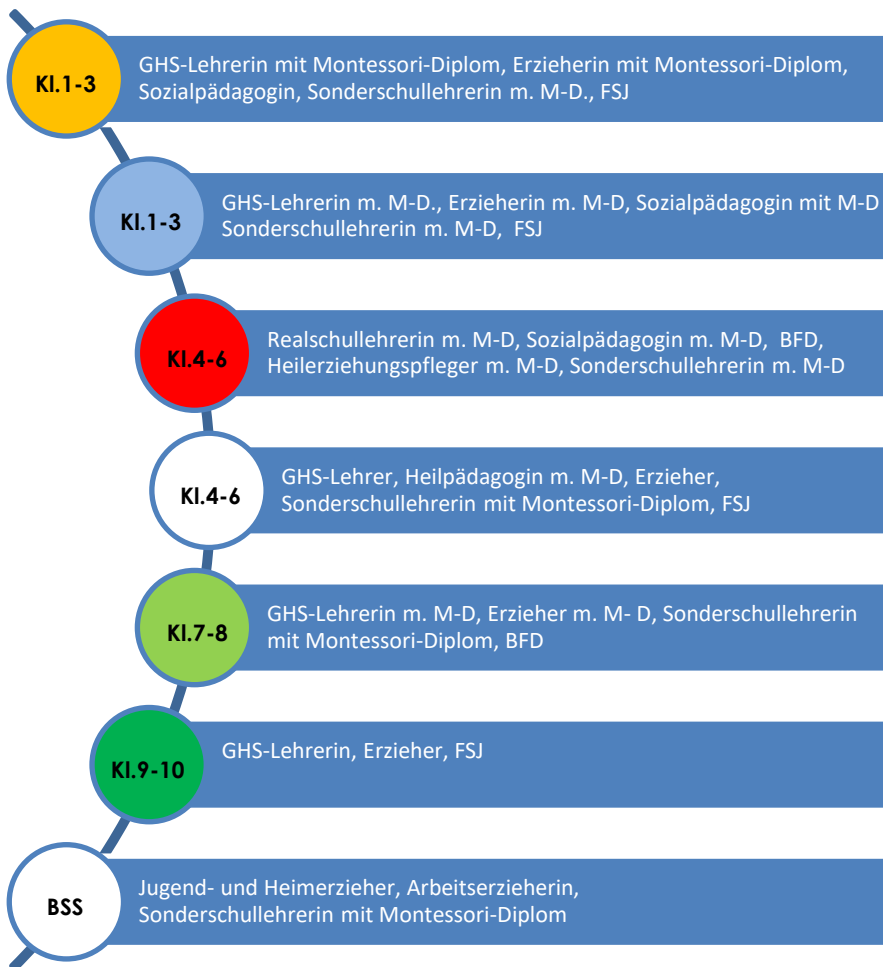 Kl.1-3
GHS-Lehrerin mit Montessori-Diplom, Erzieherin mit Montessori-Diplom,
Sozialpädagogin, Sonderschullehrerin m. M-D., FSJ
Kl.1-3
GHS-Lehrerin m. M-D., Erzieherin m. M-D, Sozialpädagogin mit M-D
Sonderschullehrerin m. M-D, FSJ
Kl.4-6
Realschullehrerin m. M-D, Sozialpädagogin m. M-D, BFD,
Heilerziehungspfleger m. M-D, Sonderschullehrerin m. M-D
Kl.4-6
GHS-Lehrer, Heilpädagogin m. M-D, Erzieher,
Sonderschullehrerin mit Montessori-Diplom, FSJ
Kl.7-8
GHS-Lehrerin m. M-D, Erzieher m. M- D, Sonderschullehrerin
mit Montessori-Diplom, BFD
Kl.9-10
GHS-Lehrerin, Erzieher, FSJ
BSS
Jugend- und Heimerzieher, Arbeitserzieherin,
Sonderschullehrerin mit Montessori-Diplom